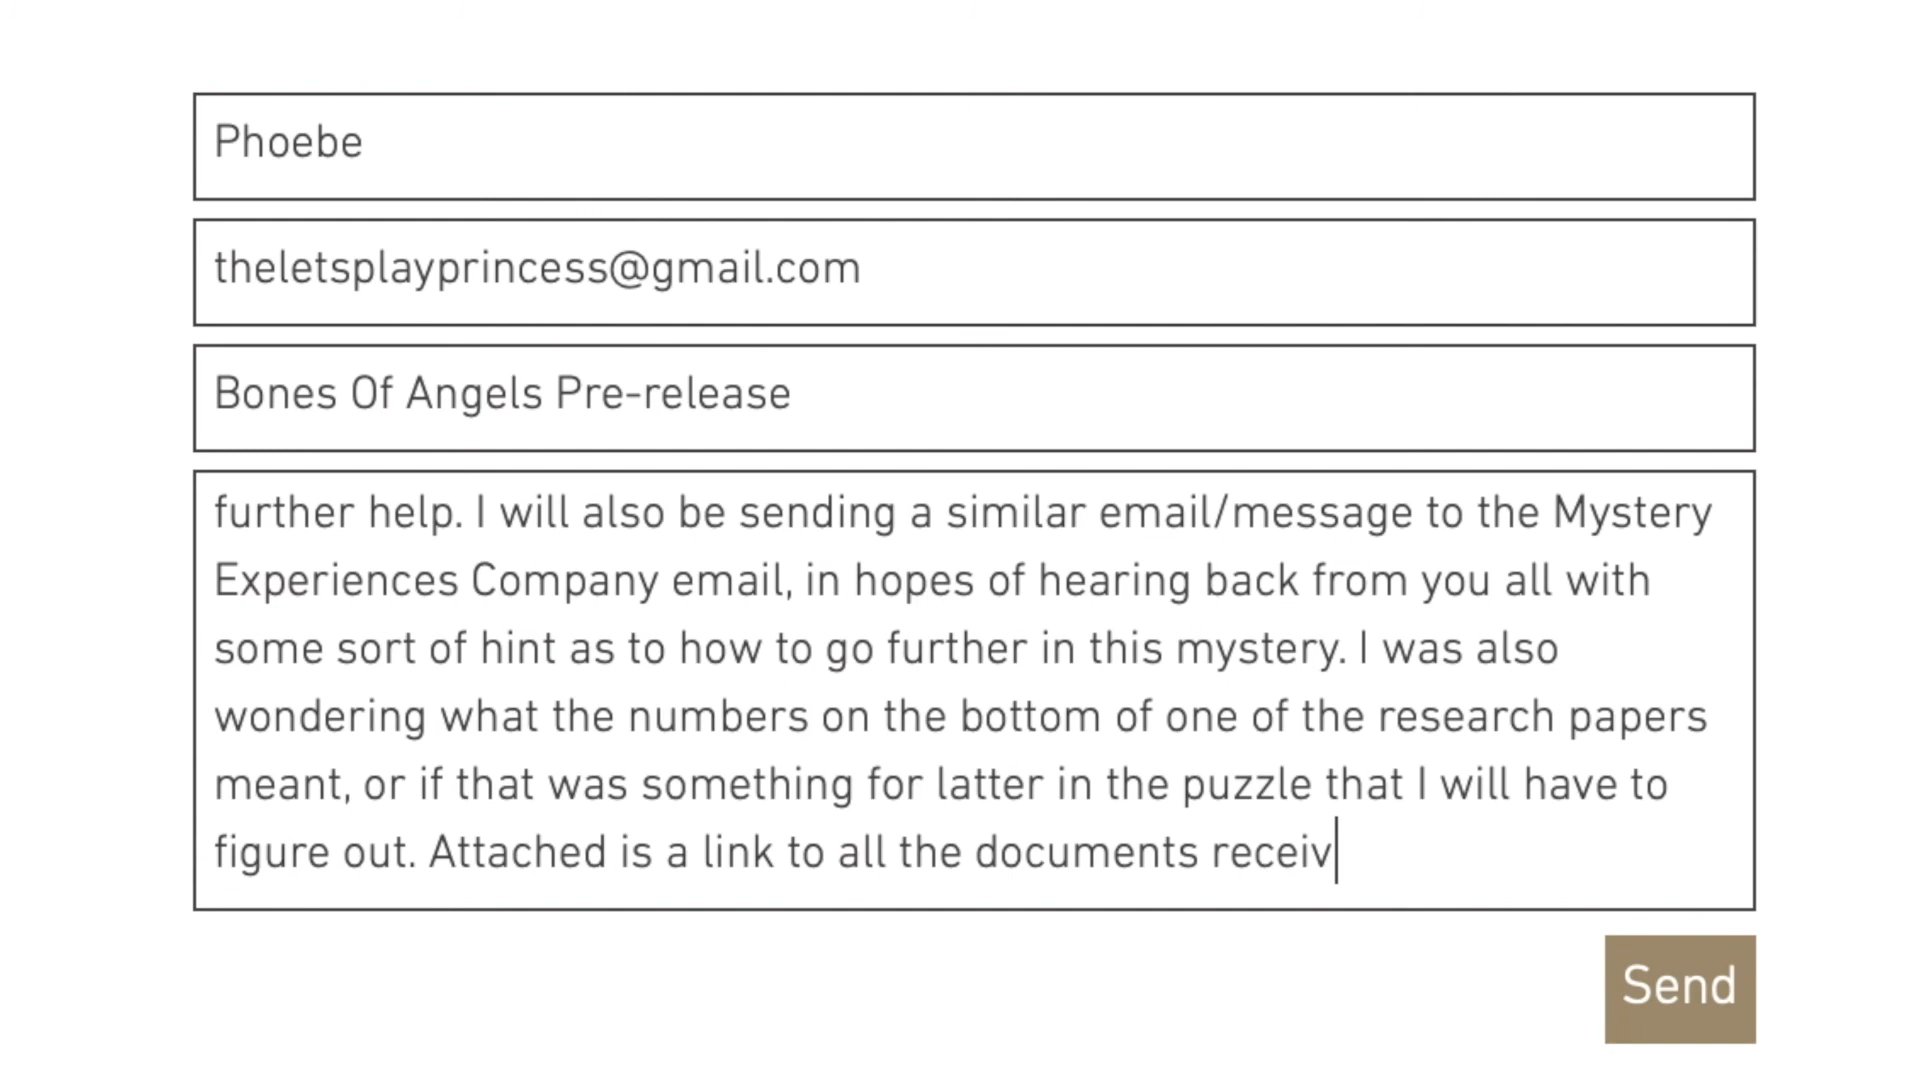 Phoebe
theletsplayprincess@gmail.com
Bones Of Angels Pre-release
further help. I will also be sending a similar email/message to the Mystery
Experiences Company email, in hopes of hearing back from you all with
some sort of hint as to how to go further in this mystery. I was also
wondering what the numbers on the bottom of one of the research papers
meant, or if that was something for latter in the puzzle that I will have to
figure out. Attached is a link to all the documents receiv
Send